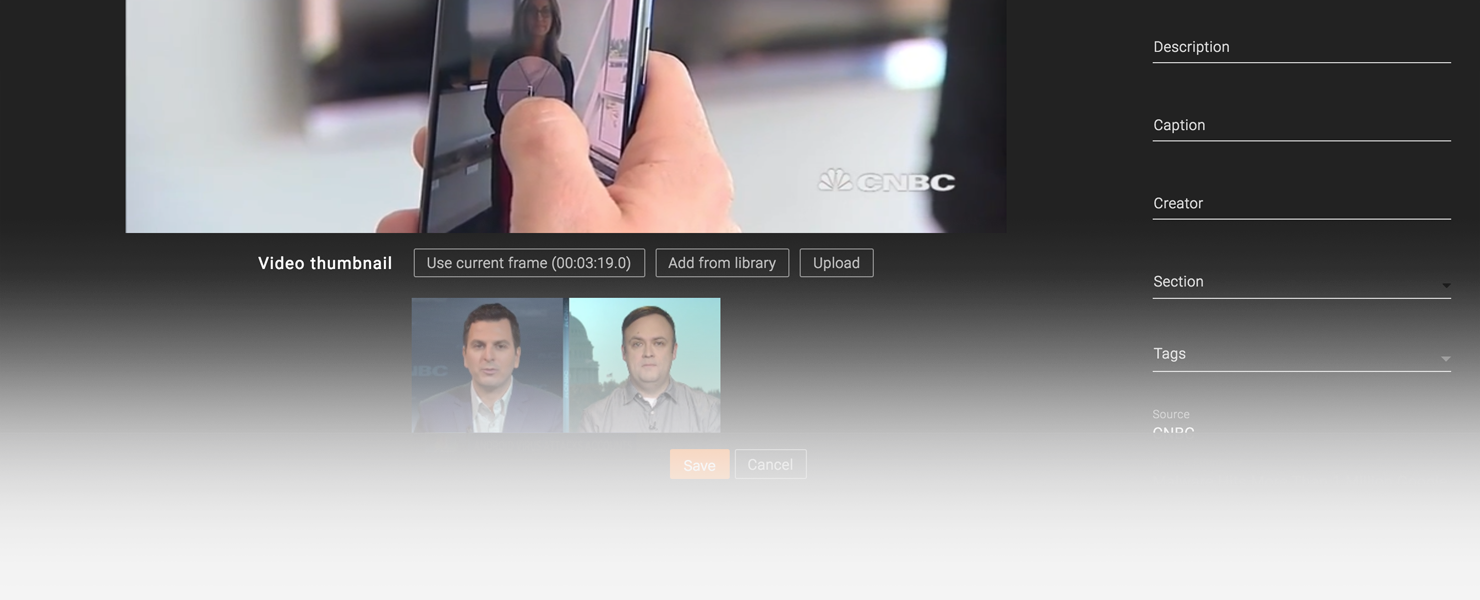 CNBC
Video thumbnail
Use current frame (00:03:19.0)
Add from library
Upload
Save
Cancel
Description
Caption
Creator
Section
Tags
Source
CNBC